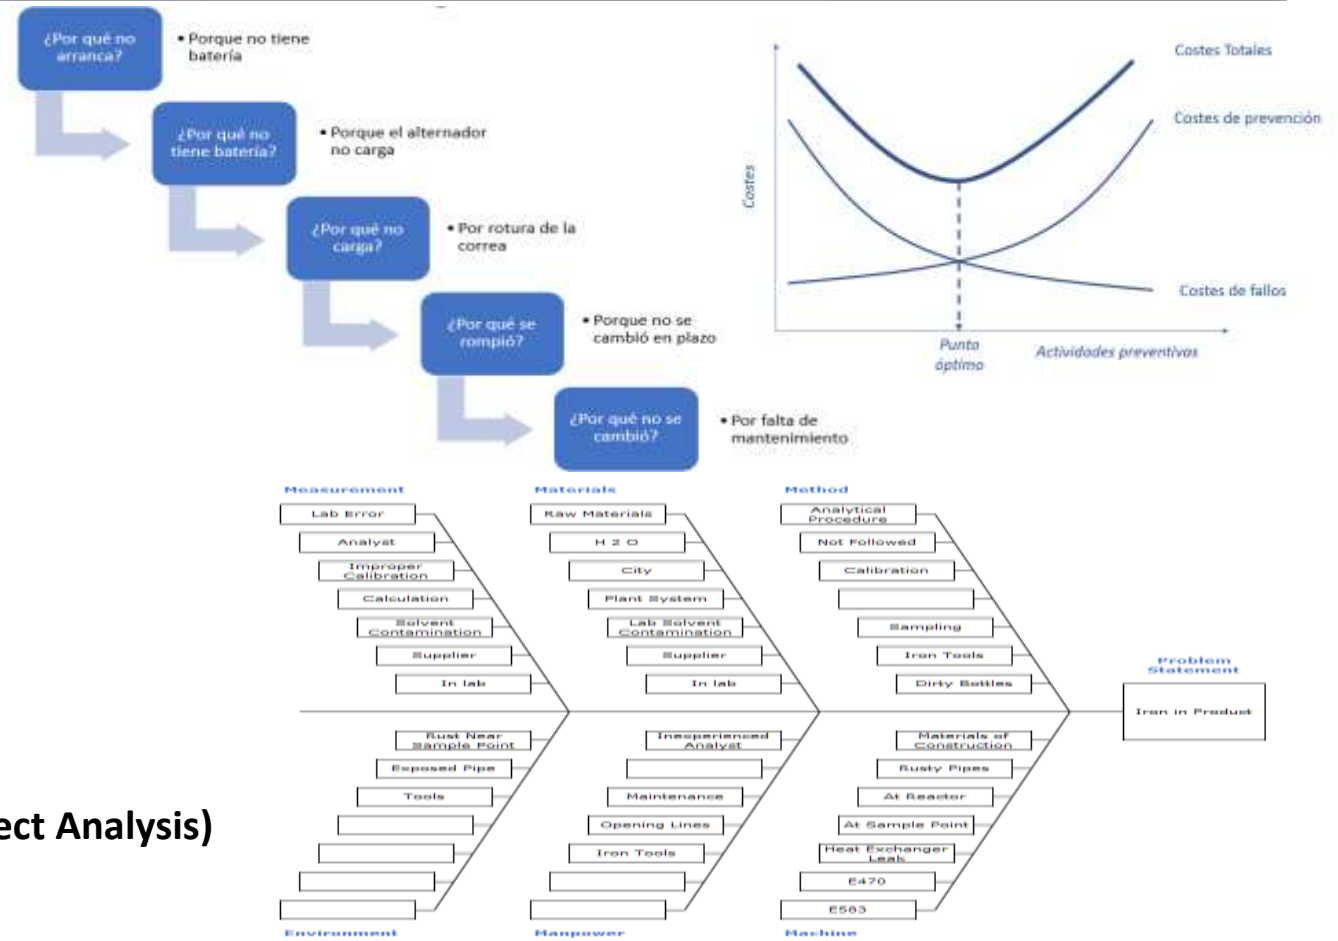 ¿Por qué no
arranca?
• Porque no tiene
batería
¿Por qué no
tiene batería?
• Porque el alternador
no carga
¿Por qué no
carga?
• Por rotura de la
correa
¿Por qué se
rompió?
• Porque no se
cambió en plazo
¿Por qué no se
cambió?
• Por falta de
mantenimiento
Costes Totales
Costes de prevención
Costes de fallos
Costes
Punto
óptimo
Actividades preventivas
Measurement
Lab Error
Analyst
Improper
Calibration
Calculation
Solvent
Contamination
Supplier
In lab
Materials
Raw Materials
H 2 O
City
Plant System
Lab Solvent
Contamination
Supplier
In lab
Method
Analytical
Procedure
Not Followed
Calibration
Sampling
Iron Tools
Dirty Bottles
Problem
Statement
Iron in Product
Rust Near
Sample Point
Exposed Pipe
Tools
Environment
Inexperienced
Analyst
Maintenance
Opening Lines
Iron Tools
Manpower
Materials of
Construction
Rusty Pipes
At Reactor
At Sample Point
Heat Exchanger
Leak
E470
E583
Machine
ect Analysis)